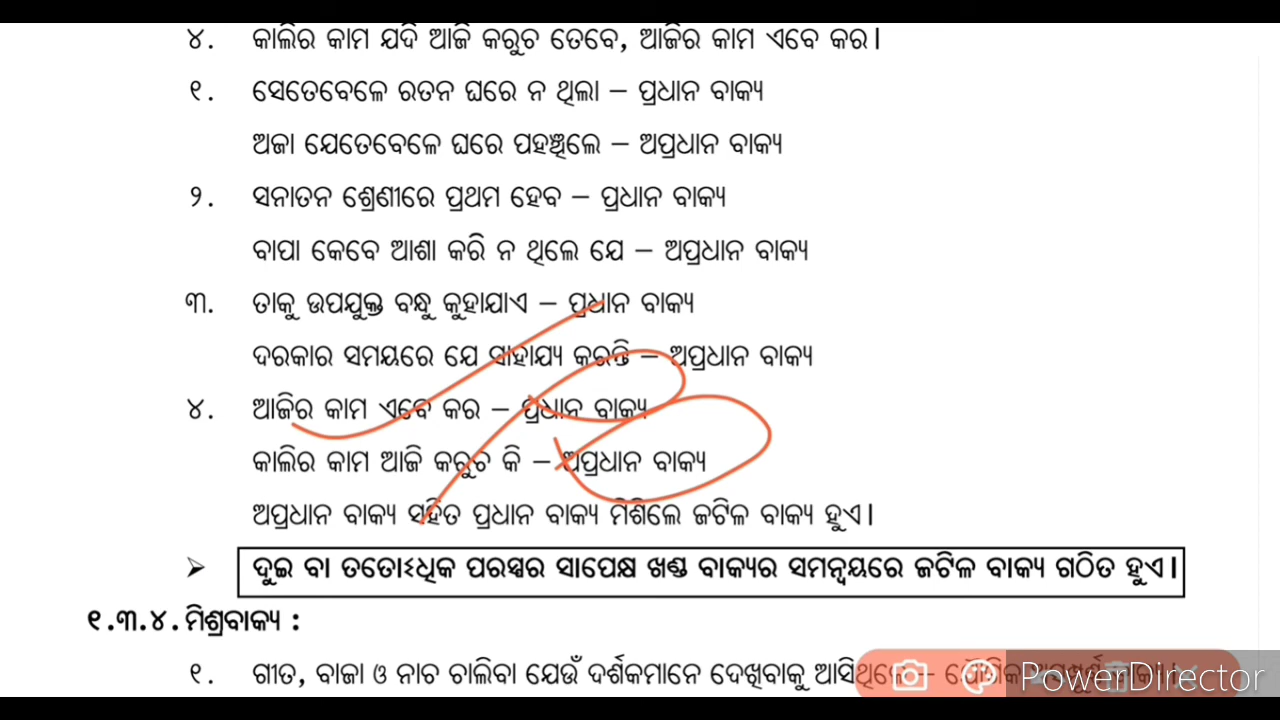 ୪. କାଲିର କାମ ଯଦି ଆଜି କରୁଚ ତେବେ, ଆଜିର କାମ ଏବେ କର।
୧. ସେତେବେଳେ ରତନ ଘରେ ନ ଥିଲା – ପ୍ରଧାନ ବାକ୍ୟ
ଅଜା ଯେତେବେଳେ ଘରେ ପହଞ୍ଚିଲେ – ଅପ୍ରଧାନ ବାକ୍ୟ
୨. ସନାତନ ଶ୍ରେଣୀରେ ପ୍ରଥମ ହେବ – ପ୍ରଧାନ ବାକ୍ୟ
ବାପା କେବେ ଆଶା କରି ନ ଥିଲେ ଯେ – ଅପ୍ରଧାନ ବାକ୍ୟ
୩. ତାକୁ ଉପଯୁକ୍ତ ବନ୍ଧୁ କୁହାଯାଏ – ପ୍ରଧାନ ବାକ୍ୟ
ଦରକାର ସମୟରେ ଯେ ସାହାଯ୍ୟ କରନ୍ତି – ଅପ୍ରଧାନ ବାକ୍ୟ
୪. ଆଜିର କାମ ଏବେ କର – ପ୍ରଧାନ ବାକ୍ୟ
କାଲିର କାମ ଆଜି କରୁଚ କି – ଅପ୍ରଧାନ ବାକ୍ୟ
ଅପ୍ରଧାନ ବାକ୍ୟ ସହିତ ପ୍ରଧାନ ବାକ୍ୟ ମିଶିଲେ ଜଟିଳ ବାକ୍ୟ ହୁଏ।
➢ ଦୁଇ ବା ତତୋଽଧିକ ପରସ୍ପର ସାପେକ୍ଷ ଖଣ୍ଡ ବାକ୍ୟର ସମନ୍ୱୟରେ ଜଟିଳ ବାକ୍ୟ ଗଠିତ ହୁଏ।
୧.୩.୪. ମିଶ୍ରବାକ୍ୟ :
୧. ଗୀତ, ବାଜା ଓ ନାଚ ଚାଲିବା ଯେଉଁ ଦର୍ଶକମାନେ ଦେଖିବାକୁ ଆସିଥିଲେ –
PowerDirector